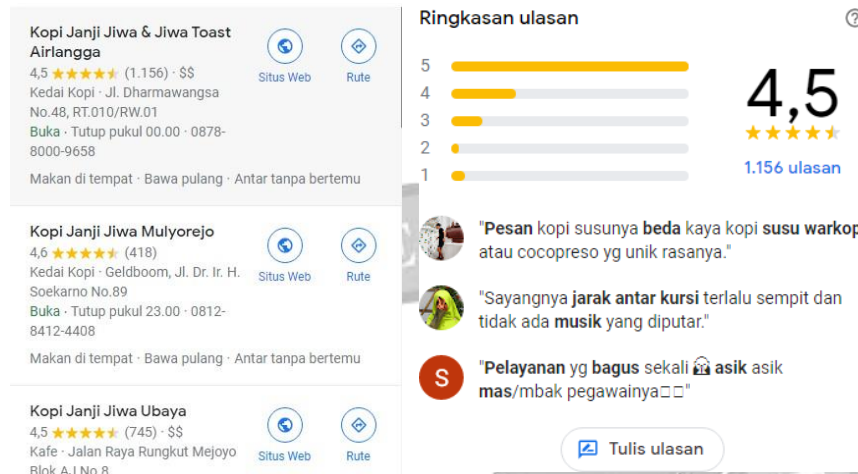 Kopi Janji Jiwa & Jiwa Toast
Airlangga
4,5 (1.156) · $$
Kedai Kopi · Jl. Dharmawangsa
No.48, RT.010/RW.01
Buka · Tutup pukul 00.00 · 0878-
8000-9658
Makan di tempat · Bawa pulang · Antar tanpa bertemu
Situs Web
Rute
Kopi Janji Jiwa Mulyorejo
4,6 (418)
Kedai Kopi · Geldboom, Jl. Dr. Ir. H.
Soekarno No.89
Buka · Tutup pukul 23.00 · 0812-
8412-4408
Makan di tempat · Bawa pulang · Antar tanpa bertemu
Situs Web
Rute
Kopi Janji Jiwa Ubaya
4,5 (745) · $$
Kafe · Jalan Raya Rungkut Mejoyo
Blok AJ No.8
Situs Web
Rute
Ringkasan ulasan
5
4
3
2
1
4,5
1.156 ulasan
"Pesan kopi susunya beda kaya kopi susu warkop
atau cocopreso yg unik rasanya."
"Sayangnya jarak antar kursi terlalu sempit dan
tidak ada musik yang diputar."
S
"Pelayanan yg bagus sekali asik asik
mas/mbak pegawainya"
Tulis ulasan